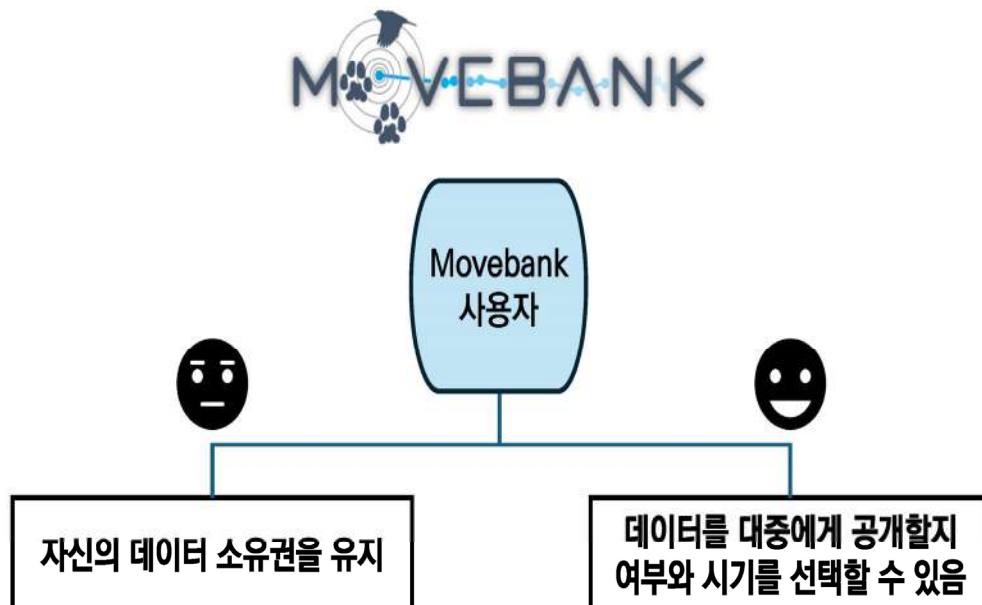 MOVEBANK
Movebank
사용자
자신의 데이터 소유권을 유지
데이터를 대중에게 공개할지
여부와 시기를 선택할 수 있음